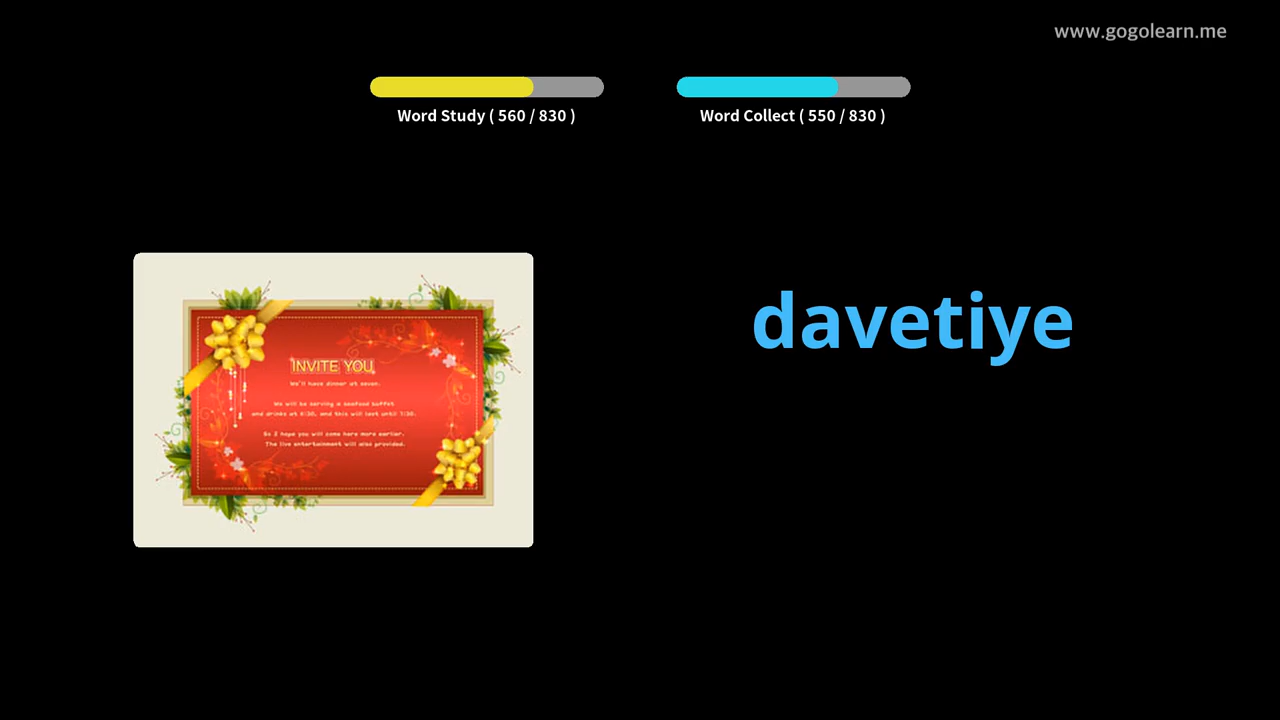 www.gogolearn.me
Word Study ( 560 / 830 )
Word Collect ( 550 / 830 )
davetiye
INVITE YOU
We'll have dinner at seven.
We will be serving a seafood buffet
and drinks at 6:30, and this will last until 7:30.
So I hope you will come here more earlier.
The live entertainment will also provided.